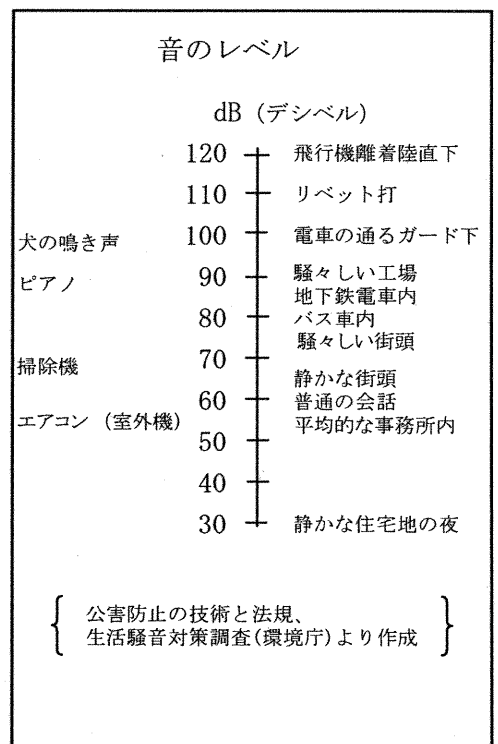 音のレベル
dB (デシベル)
120 飛行機離着陸直下
110 リベット打
100 電車の通るガード下
犬の鳴き声
90 騒々しい工場
ピアノ
地下鉄電車内
80 バス車内
騒々しい街頭
70
掃除機
静かな街頭
60 普通の会話
エアコン (室外機)
平均的な事務所内
50
40
30 静かな住宅地の夜
公害防止の技術と法規、
生活騒音対策調査(環境庁)より作成